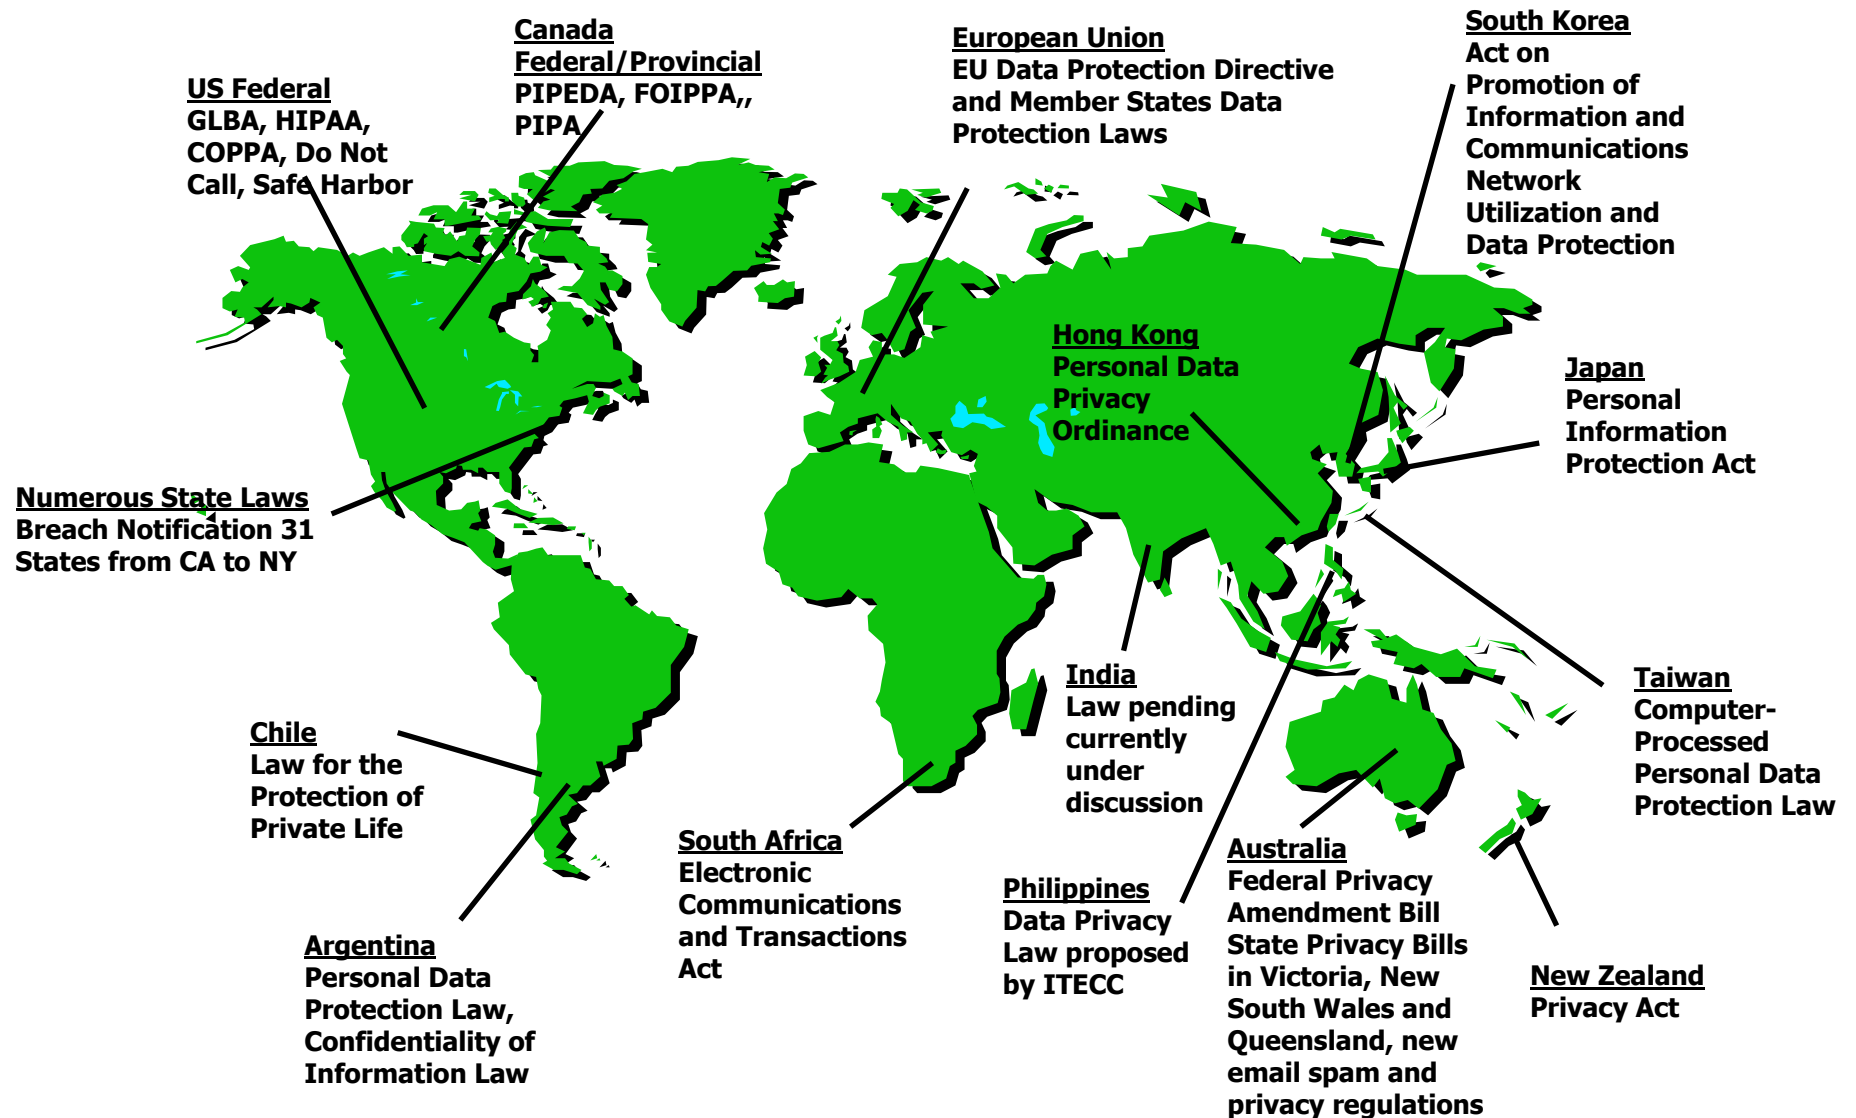 US Federal
GLBA, HIPAA,
COPPA, Do Not
Call, Safe Harbor
Canada
Federal/Provincial
PIPEDA, FOIPPA,,
PIPA
European Union
EU Data Protection Directive
and Member States Data
Protection Laws
South Korea
Act on
Promotion of
Information and
Communications
Network
Utilization and
Data Protection
Hong Kong
Personal Data
Privacy
Ordinance
Japan
Personal
Information
Protection Act
Numerous State Laws
Breach Notification 31
States from CA to NY
Chile
Law for the
Protection of
Private Life
Argentina
Personal Data
Protection Law,
Confidentiality of
Information Law
South Africa
Electronic
Communications
and Transactions
Act
India
Law pending
currently
under
discussion
Philippines
Data Privacy
Law proposed
by ITECC
Australia
Federal Privacy
Amendment Bill
State Privacy Bills
in Victoria, New
South Wales and
Queensland, new
email spam and
privacy regulations
Taiwan
Computer-
Processed
Personal Data
Protection Law
New Zealand
Privacy Act